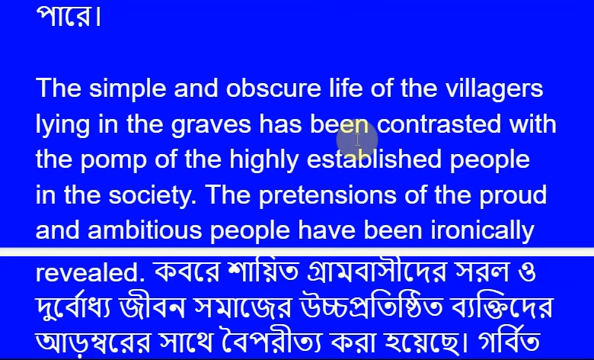 পারে।
The simple and obscure life of the villagers
lying in the graves has been contrasted with
the pomp of the highly established people
in the society. The pretensions of the proud
and ambitious people have been ironically
revealed. কবরে শায়িত গ্রামবাসীদের সরল ও
দুর্বোধ্য জীবন সমাজের উচ্চপ্রতিষ্ঠিত ব্যক্তিদের
আড়ম্বরের সাথে বৈপরীত্য করা হয়েছে। গর্বিত